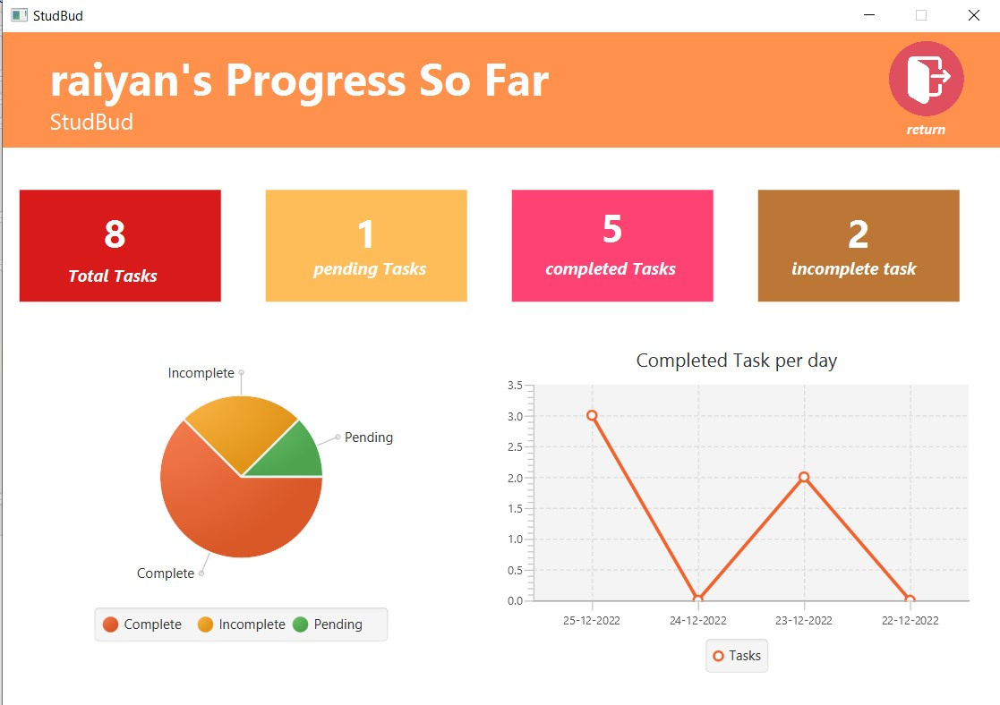 StudBud
raiyan's Progress So Far
StudBud
return
8
Total Tasks
1
pending Tasks
5
completed Tasks
2
incomplete task
Incomplete
Pending
Complete
Complete Incomplete Pending
Completed Task per day
3.5
3.0
2.5
2.0
1.5
1.0
0.5
0.0
25-12-2022 24-12-2022 23-12-2022 22-12-2022
Tasks